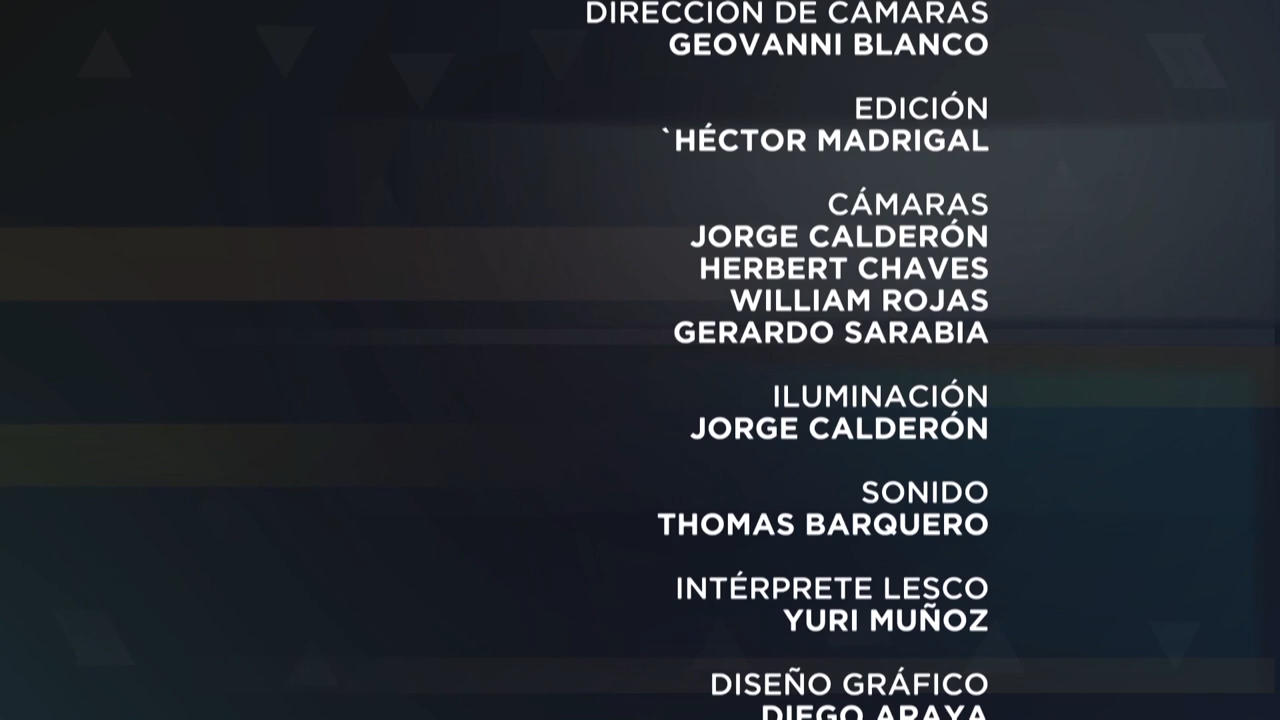 DIRECCIÓN DE CÁMARAS
GEOVANNI BLANCO
EDICIÓN
`HÉCTOR MADRIGAL
CÁMARAS
JORGE CALDERÓN
HERBERT CHAVES
WILLIAM ROJAS
GERARDO SARABIA
ILUMINACIÓN
JORGE CALDERÓN
SONIDO
THOMAS BARQUERO
INTÉRPRETE LESCO
YURI MUÑOZ
DISEÑO GRÁFICO
DIEGO ARAYA